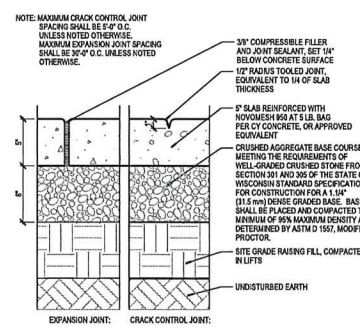 NOTE: MAXIMUM CRACK CONTROL JOINT
SPACING SHALL BE 5'-0" O.C.
UNLESS NOTED OTHERWISE.
MAXIMUM EXPANSION JOINT SPACING
SHALL BE 30'-0" O.C. UNLESS NOTED
OTHERWISE.
3/8" COMPRESSIBLE FILLER
AND JOINT SEALANT, SET 1/4"
BELOW CONCRETE SURFACE
1/2" RADIUS TOOLED JOINT,
EQUIVALENT TO 1/4 OF SLAB
THICKNESS
5" SLAB REINFORCED WITH
NOVOMESH 950 AT 5 LB. BAG
PER CY CONCRETE, OR APPROVED
EQUIVALENT
CRUSHED AGGREGATE BASE COURSE
MEETING THE REQUIREMENTS OF
WELL-GRADED CRUSHED STONE FRO
SECTION 301 AND 305 OF THE STATE O
WISCONSIN STANDARD SPECIFICATIO
FOR CONSTRUCTION FOR A 1.1/4"
(31.5 mm) DENSE GRADED BASE. BAS
SHALL BE PLACED AND COMPACTED T
MINIMUM OF 95% MAXIMUM DENSITY A
DETERMINED BY ASTM D 1557, MODIFI
PROCTOR.
SITE GRADE RAISING FILL, COMPACTE
IN LIFTS
UNDISTURBED EARTH
EXPANSION JOINT:
CRACK CONTROL JOINT: